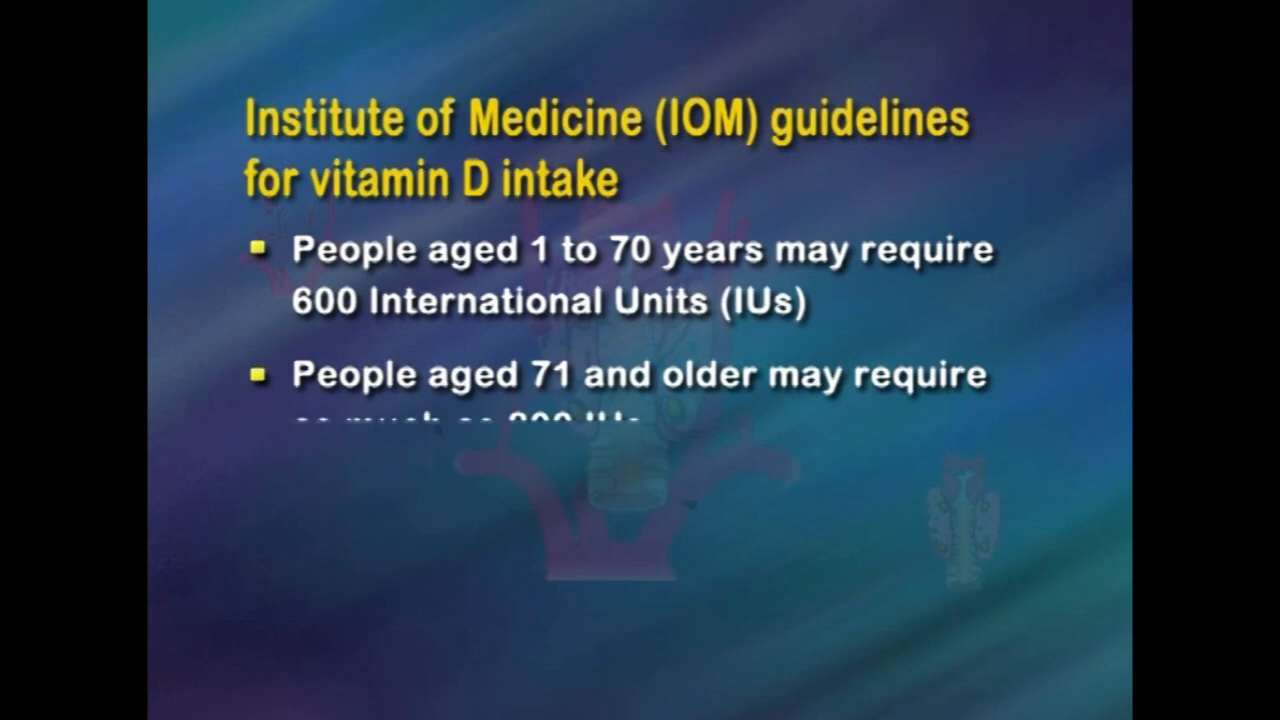 Institute of Medicine (IOM) guidelines
for vitamin D intake
People aged 1 to 70 years may require
600 International Units (IUs)
People aged 71 and older may require